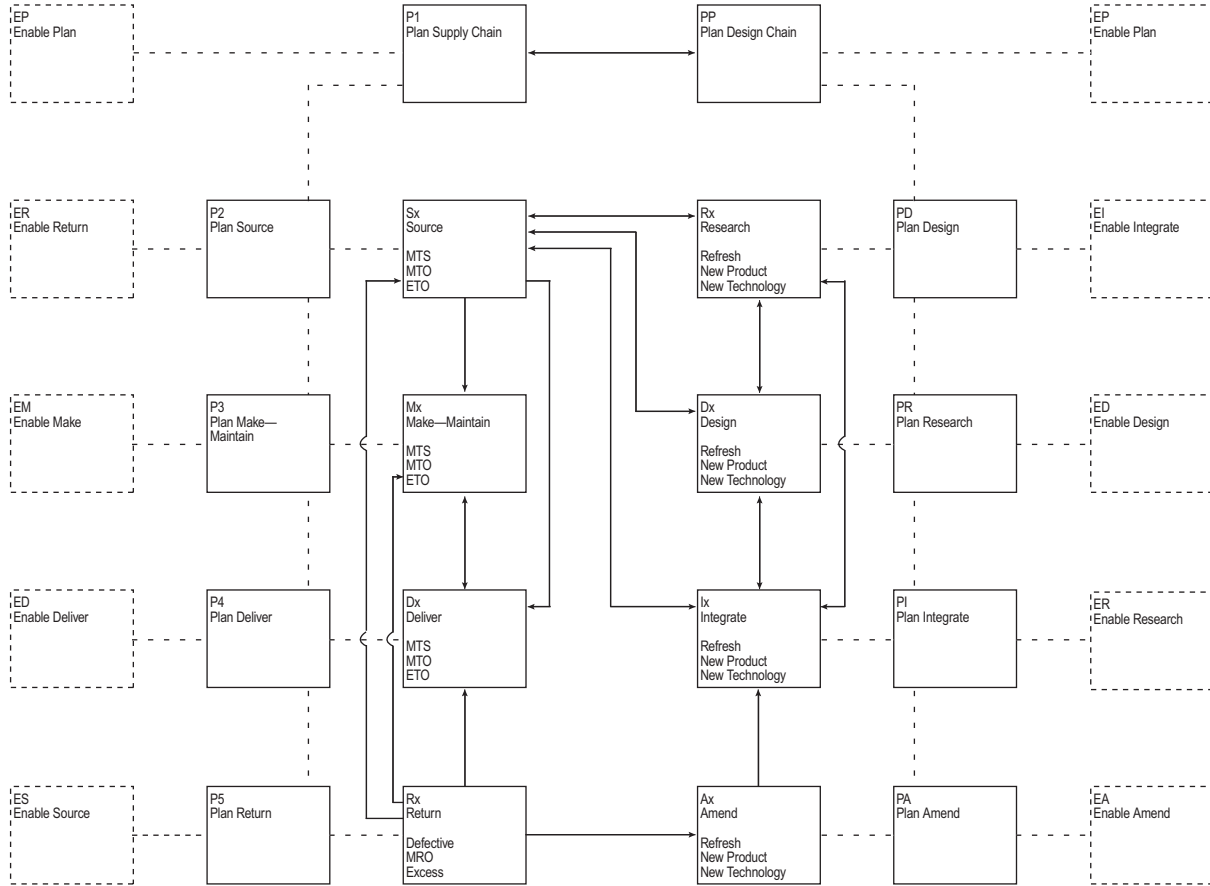 EP
Enable Plan
P1
Plan Supply Chain
PP
Plan Design Chain
EP
Enable Plan
ER
Enable Return
P2
Plan Source
Sx
Source
MTS
MTO
ETO
Rx
Research
Refresh
New Product
New Technology
PD
Plan Design
EI
Enable Integrate
EM
Enable Make
P3
Plan Make—
Maintain
Mx
Make—Maintain
MTS
MTO
ETO
Dx
Design
Refresh
New Product
New Technology
PR
Plan Research
ED
Enable Design
ED
Enable Deliver
P4
Plan Deliver
Dx
Deliver
MTS
MTO
ETO
Ix
Integrate
Refresh
New Product
New Technology
PI
Plan Integrate
ER
Enable Research
ES
Enable Source
P5
Plan Return
Rx
Return
Defective
MRO
Excess
Ax
Amend
Refresh
New Product
New Technology
PA
Plan Amend
EA
Enable Amend